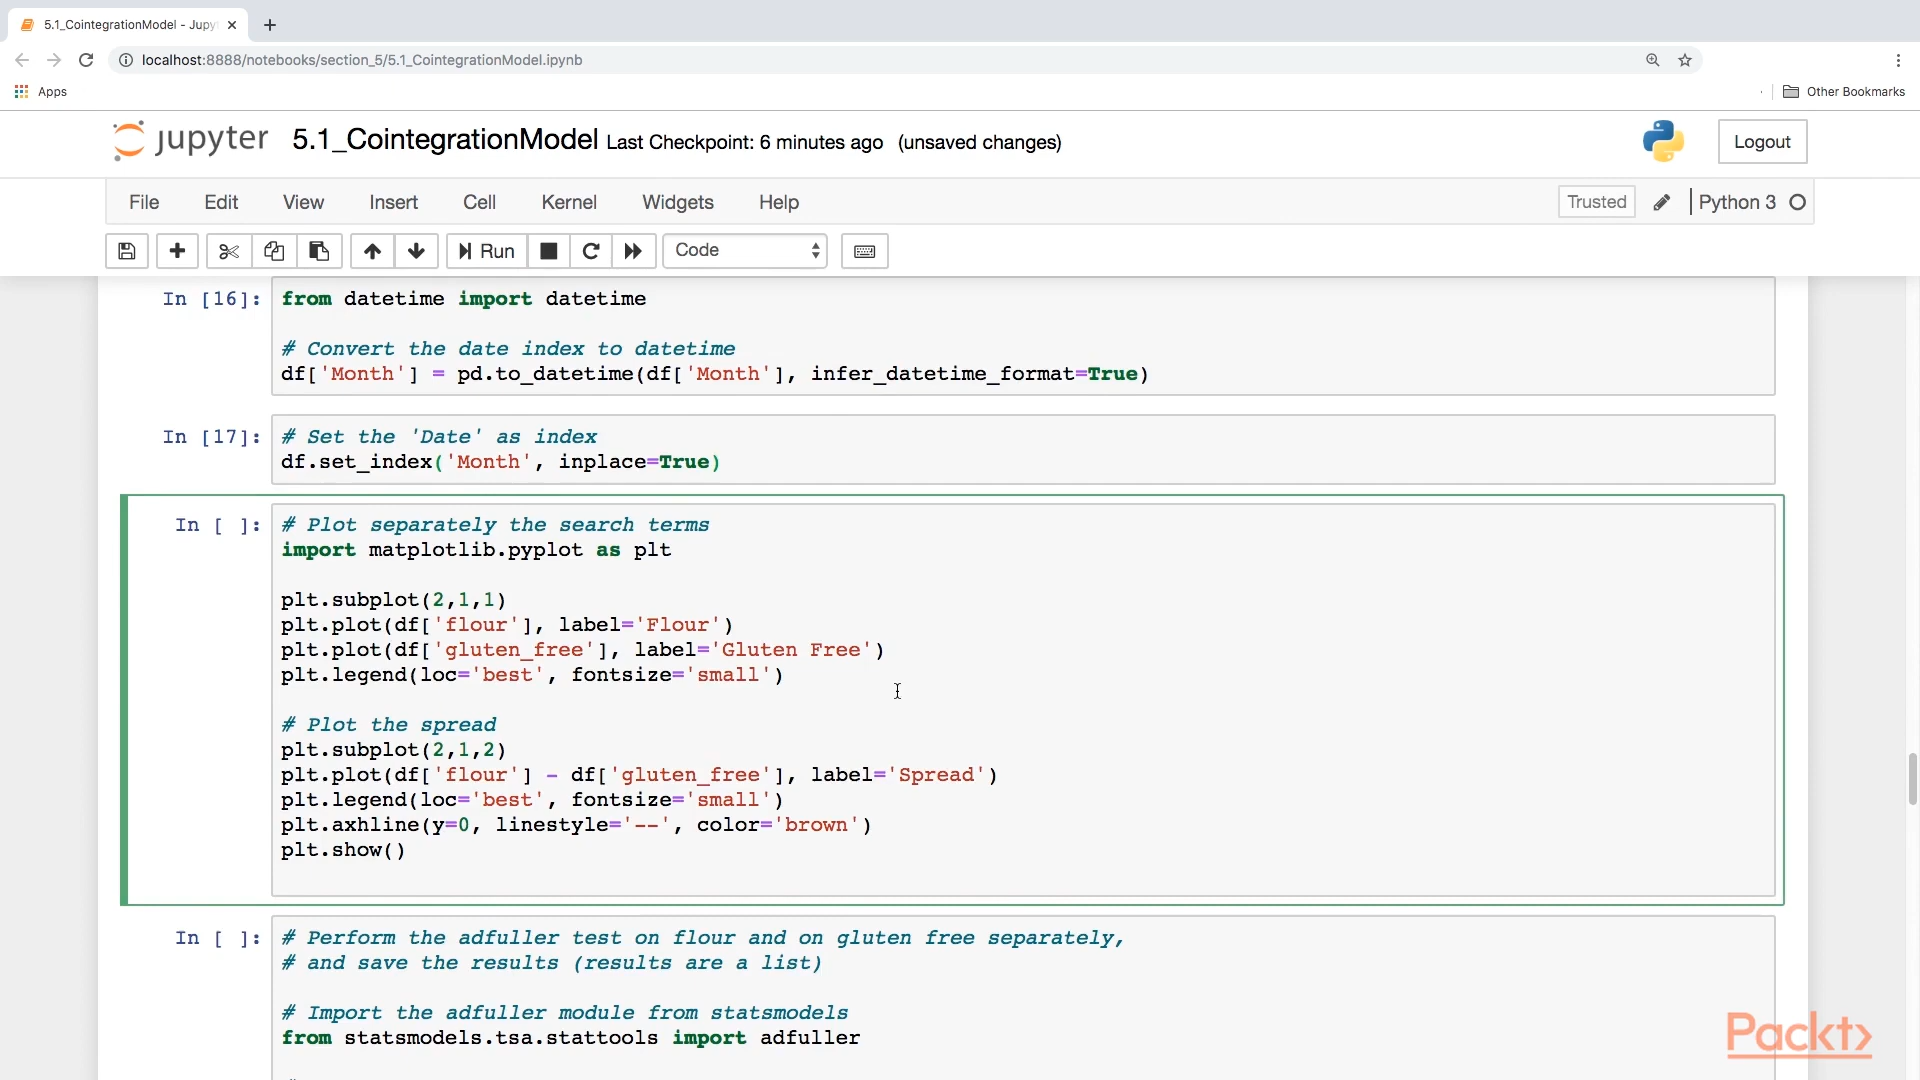 5.1_CointegrationModel - Jupy
localhost:8888/notebooks/section_5/5.1_CointegrationModel.ipynb
Apps
Other Bookmarks
jupyter 5.1_CointegrationModel Last Checkpoint: 6 minutes ago (unsaved changes)
Logout
File Edit View Insert Cell Kernel Widgets Help
Trusted
Python 3
Run
Code
In [16]: from datetime import datetime
# Convert the date index to datetime
df['Month'] = pd.to_datetime(df['Month'], infer_datetime_format=True)
In [17]: # Set the 'Date' as index
df.set_index('Month', inplace=True)
In [ ]: # Plot separately the search terms
import matplotlib.pyplot as plt
plt.subplot(2,1,1)
plt.plot(df['flour'], label='Flour')
plt.plot(df['gluten_free'], label='Gluten Free')
plt.legend(loc='best', fontsize='small')
# Plot the spread
plt.subplot(2,1,2)
plt.plot(df['flour'] - df['gluten_free'], label='Spread')
plt.legend(loc='best', fontsize='small')
plt.axhline(y=0, linestyle='--', color='brown')
plt.show()
In [ ]: # Perform the adfuller test on flour and on gluten free separately,
# and save the results (results are a list)
# Import the adfuller module from statsmodels
from statsmodels.tsa.stattools import adfuller
Packt>